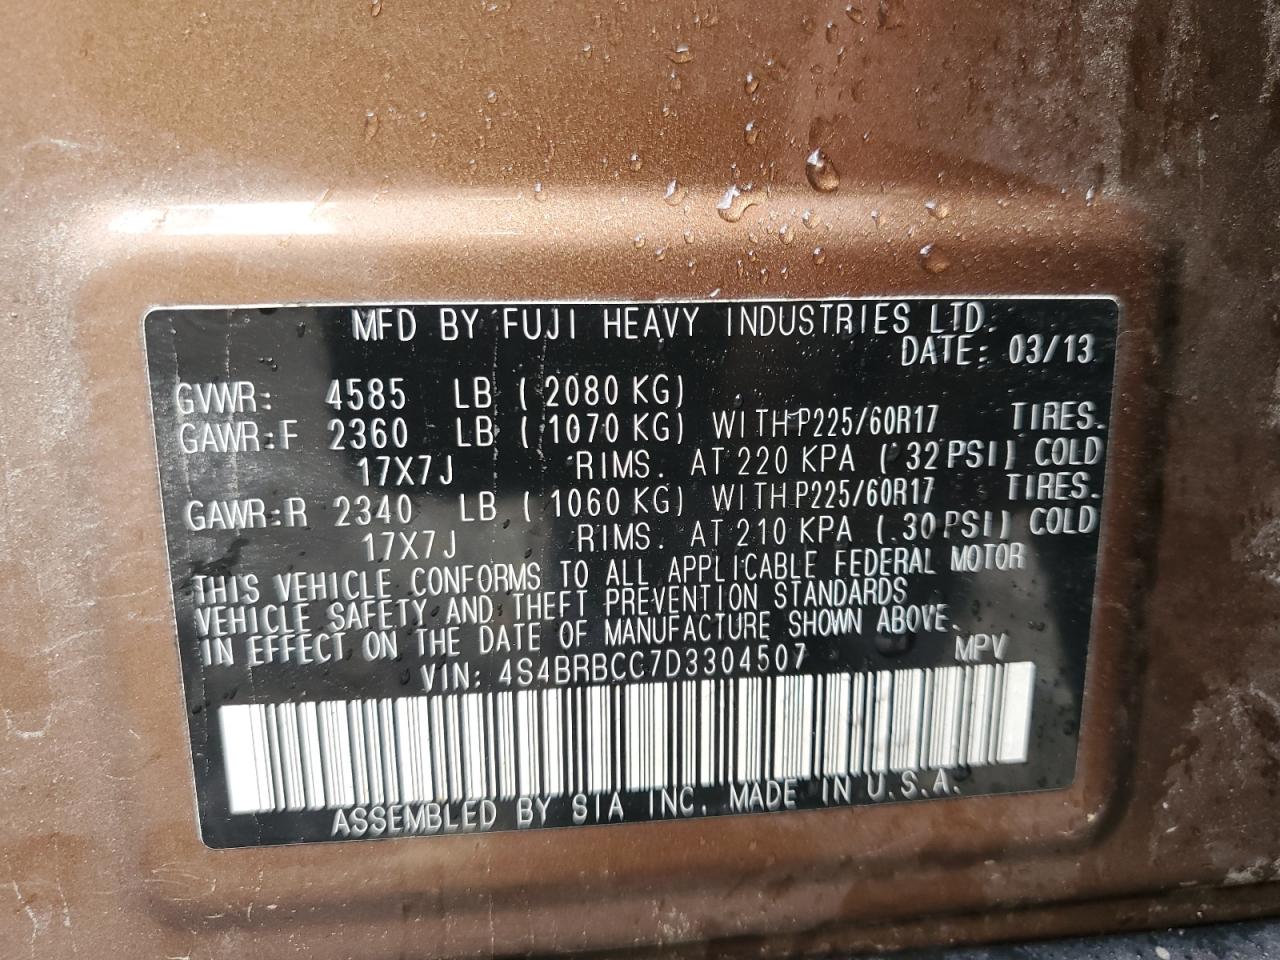 MFD BY FUJI HEAVY INDUSTRIES LTD.
DATE: 03/13
GVWR: 4585 LB ( 2080 KG)
GAWR:F 2360 LB ( 1070 KG) WITH P225/60R17 TIRES.
17X7J RIMS. AT 220 KPA ( 32 PSI) COLD
GAWR:R 2340 LB ( 1060 KG) WITH P225/60R17 TIRES.
17X7J RIMS. AT 210 KPA ( 30 PSI) COLD
THIS VEHICLE CONFORMS TO ALL APPLICABLE FEDERAL MOTOR
VEHICLE SAFETY AND THEFT PREVENTION STANDARDS
IN EFFECT ON THE DATE OF MANUFACTURE SHOWN ABOVE.
VIN: 4S4BRBCC7D3304507 MPV
ASSEMBLED BY SIA INC. MADE IN U.S.A.